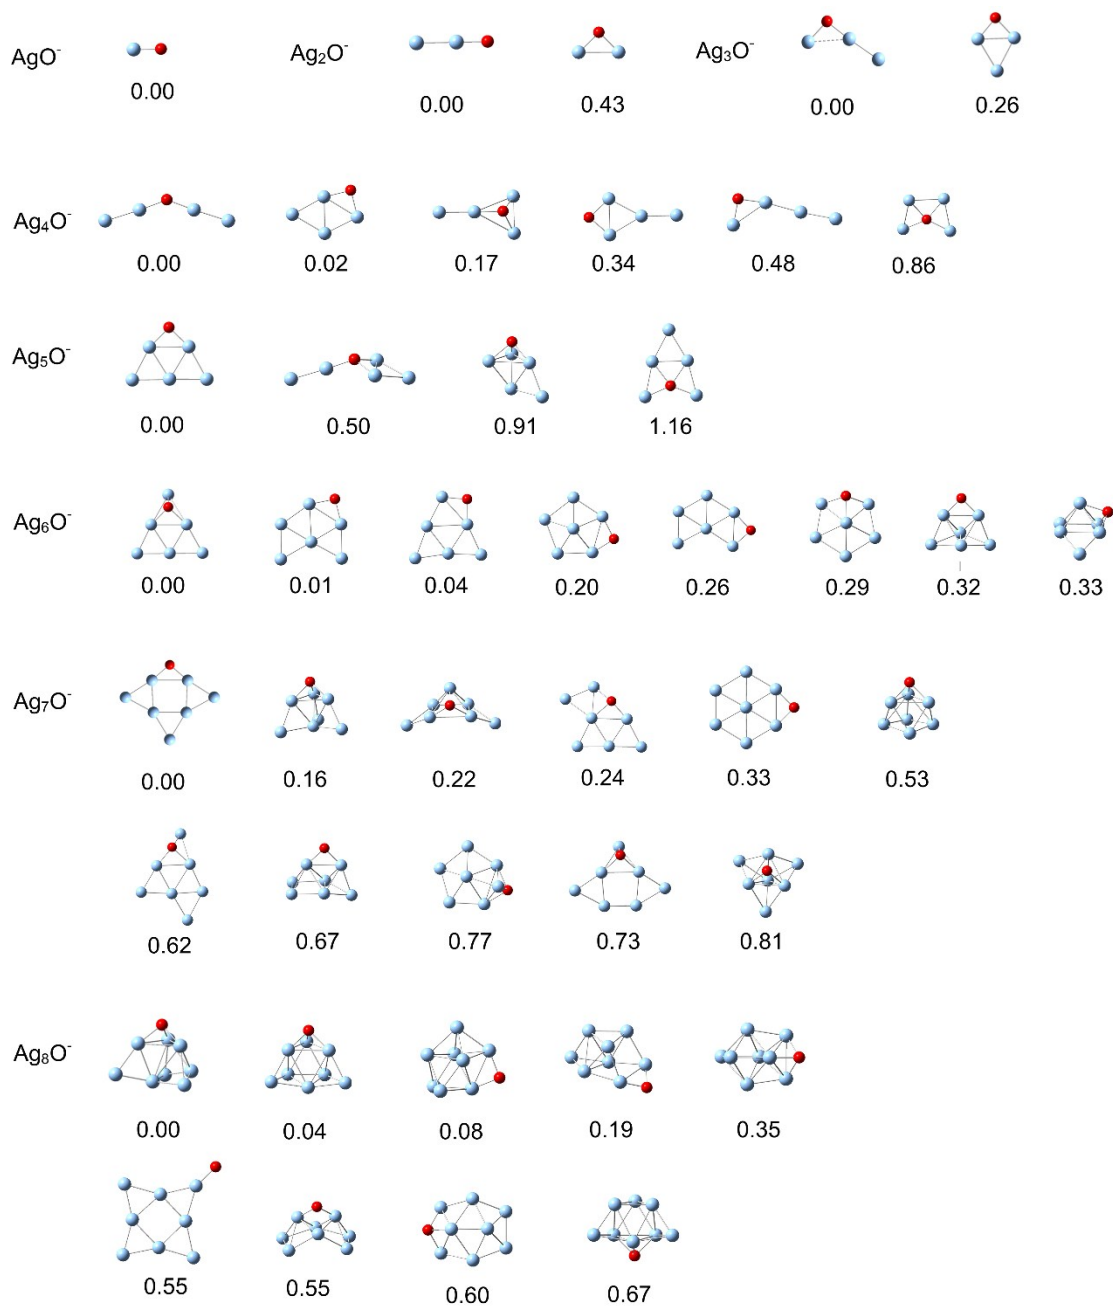 AgO⁻ Ag₂O⁻ Ag₃O⁻
0.00 0.00 0.43 0.00 0.26
Ag₄O⁻
0.00 0.02 0.17 0.34 0.48 0.86
Ag₅O⁻
0.00 0.50 0.91 1.16
Ag₆O⁻
0.00 0.01 0.04 0.20 0.26 0.29 0.32 0.33
Ag₇O⁻
0.00 0.16 0.22 0.24 0.33 0.53
0.62 0.67 0.77 0.73 0.81
Ag₈O⁻
0.00 0.04 0.08 0.19 0.35
0.55 0.55 0.60 0.67